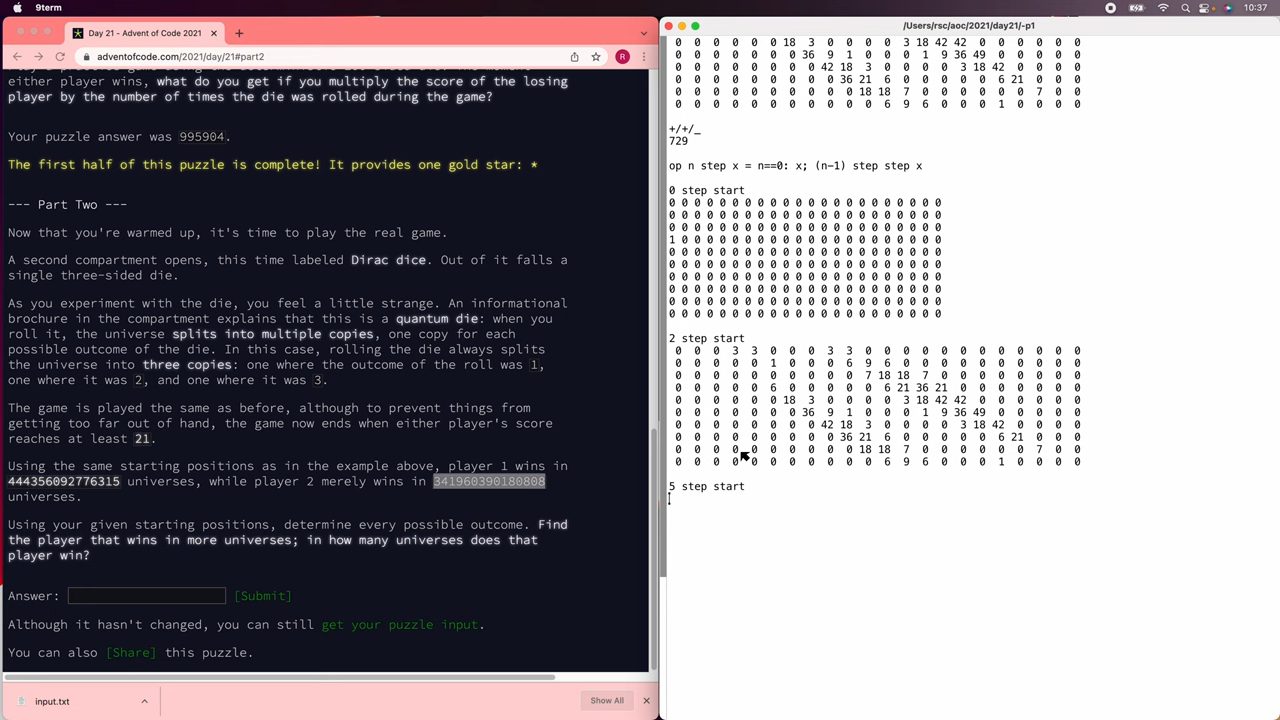 9term
10:37
Day 21 - Advent of Code 2021
adventofcode.com/2021/day/21#part2
either player wins, what do you get if you multiply the score of the losing
player by the number of times the die was rolled during the game?
Your puzzle answer was 995904.
The first half of this puzzle is complete! It provides one gold star: *
--- Part Two ---
Now that you're warmed up, it's time to play the real game.
A second compartment opens, this time labeled Dirac dice. Out of it falls a
single three-sided die.
As you experiment with the die, you feel a little strange. An informational
brochure in the compartment explains that this is a quantum die: when you
roll it, the universe splits into multiple copies, one copy for each
possible outcome of the die. In this case, rolling the die always splits
the universe into three copies: one where the outcome of the roll was 1,
one where it was 2, and one where it was 3.
The game is played the same as before, although to prevent things from
getting too far out of hand, the game now ends when either player's score
reaches at least 21.
Using the same starting positions as in the example above, player 1 wins in
444356092776315 universes, while player 2 merely wins in 341960390180808
universes.
Using your given starting positions, determine every possible outcome. Find
the player that wins in more universes; in how many universes does that
player win?
Answer: [Submit]
Although it hasn't changed, you can still get your puzzle input.
You can also [Share] this puzzle.
input.txt
Show All
/Users/rsc/aoc/2021/day21/-p1
0 0 0 0 0 0 18 3 0 0 0 0 3 18 42 42 0 0 0 0 0 0
0 0 0 0 0 0 0 36 9 1 0 0 0 1 9 36 49 0 0 0 0 0
0 0 0 0 0 0 0 0 42 18 3 0 0 0 0 3 18 42 0 0 0 0
0 0 0 0 0 0 0 0 0 36 21 6 0 0 0 0 0 6 21 0 0 0
0 0 0 0 0 0 0 0 0 0 18 18 7 0 0 0 0 0 0 7 0 0
0 0 0 0 0 0 0 0 0 0 0 6 9 6 0 0 0 1 0 0 0 0
+/+/_
729
op n step x = n==0: x; (n-1) step step x
0 step start
0 0 0 0 0 0 0 0 0 0 0 0 0 0 0 0 0 0 0 0 0 0
0 0 0 0 0 0 0 0 0 0 0 0 0 0 0 0 0 0 0 0 0 0
0 0 0 0 0 0 0 0 0 0 0 0 0 0 0 0 0 0 0 0 0 0
1 0 0 0 0 0 0 0 0 0 0 0 0 0 0 0 0 0 0 0 0 0
0 0 0 0 0 0 0 0 0 0 0 0 0 0 0 0 0 0 0 0 0 0
0 0 0 0 0 0 0 0 0 0 0 0 0 0 0 0 0 0 0 0 0 0
0 0 0 0 0 0 0 0 0 0 0 0 0 0 0 0 0 0 0 0 0 0
0 0 0 0 0 0 0 0 0 0 0 0 0 0 0 0 0 0 0 0 0 0
0 0 0 0 0 0 0 0 0 0 0 0 0 0 0 0 0 0 0 0 0 0
0 0 0 0 0 0 0 0 0 0 0 0 0 0 0 0 0 0 0 0 0 0
2 step start
0 0 0 3 3 0 0 0 3 3 0 0 0 0 0 0 0 0 0 0 0 0
0 0 0 0 0 1 0 0 0 6 9 6 0 0 0 0 0 0 0 0 0 0
0 0 0 0 0 0 0 0 0 0 7 18 18 7 0 0 0 0 0 0 0 0
0 0 0 0 0 6 0 0 0 0 0 6 21 36 21 0 0 0 0 0 0 0
0 0 0 0 0 0 18 3 0 0 0 0 3 18 42 42 0 0 0 0 0 0
0 0 0 0 0 0 0 36 9 1 0 0 0 1 9 36 49 0 0 0 0 0
0 0 0 0 0 0 0 0 42 18 3 0 0 0 0 3 18 42 0 0 0 0
0 0 0 0 0 0 0 0 0 36 21 6 0 0 0 0 0 6 21 0 0 0
0 0 0 0 0 0 0 0 0 0 18 18 7 0 0 0 0 0 0 7 0 0
0 0 0 0 0 0 0 0 0 0 0 6 9 6 0 0 0 1 0 0 0 0
5 step start